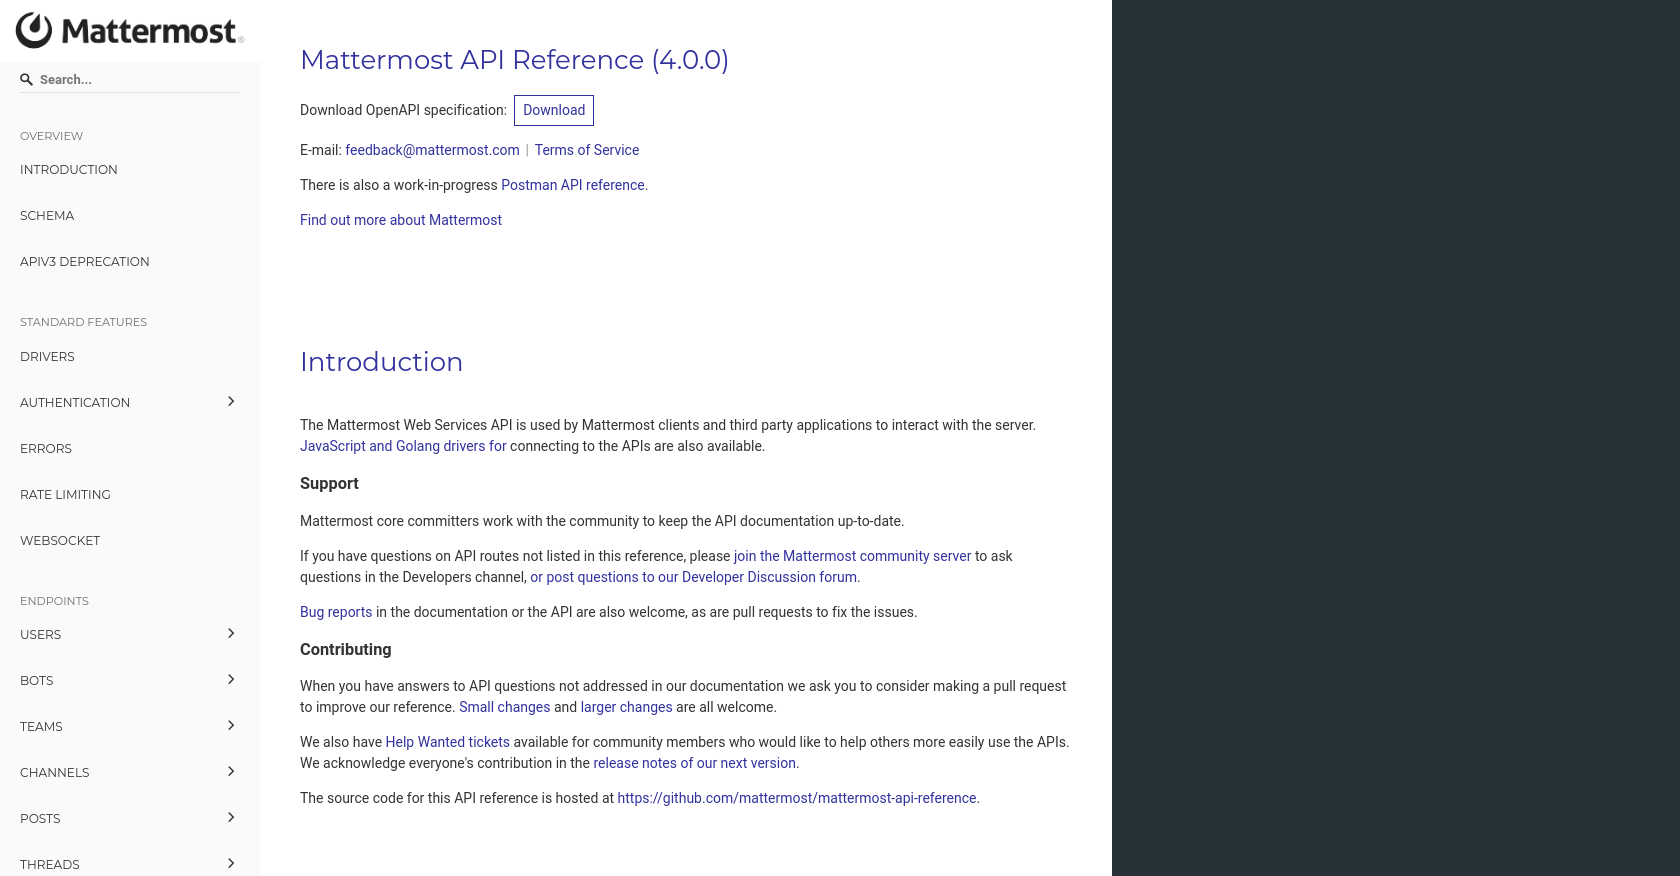 Mattermost®
Search...
OVERVIEW
INTRODUCTION
SCHEMA
APIV3 DEPRECATION
STANDARD FEATURES
DRIVERS
AUTHENTICATION
ERRORS
RATE LIMITING
WEBSOCKET
ENDPOINTS
USERS
BOTS
TEAMS
CHANNELS
POSTS
THREADS
Mattermost API Reference (4.0.0)
Download OpenAPI specification: Download
E-mail: feedback@mattermost.com | Terms of Service
There is also a work-in-progress Postman API reference.
Find out more about Mattermost
Introduction
The Mattermost Web Services API is used by Mattermost clients and third party applications to interact with the server.
JavaScript and Golang drivers for connecting to the APIs are also available.
Support
Mattermost core committers work with the community to keep the API documentation up-to-date.
If you have questions on API routes not listed in this reference, please join the Mattermost community server to ask
questions in the Developers channel, or post questions to our Developer Discussion forum.
Bug reports in the documentation or the API are also welcome, as are pull requests to fix the issues.
Contributing
When you have answers to API questions not addressed in our documentation we ask you to consider making a pull request
to improve our reference. Small changes and larger changes are all welcome.
We also have Help Wanted tickets available for community members who would like to help others more easily use the APIs.
We acknowledge everyone's contribution in the release notes of our next version.
The source code for this API reference is hosted at https://github.com/mattermost/mattermost-api-reference.